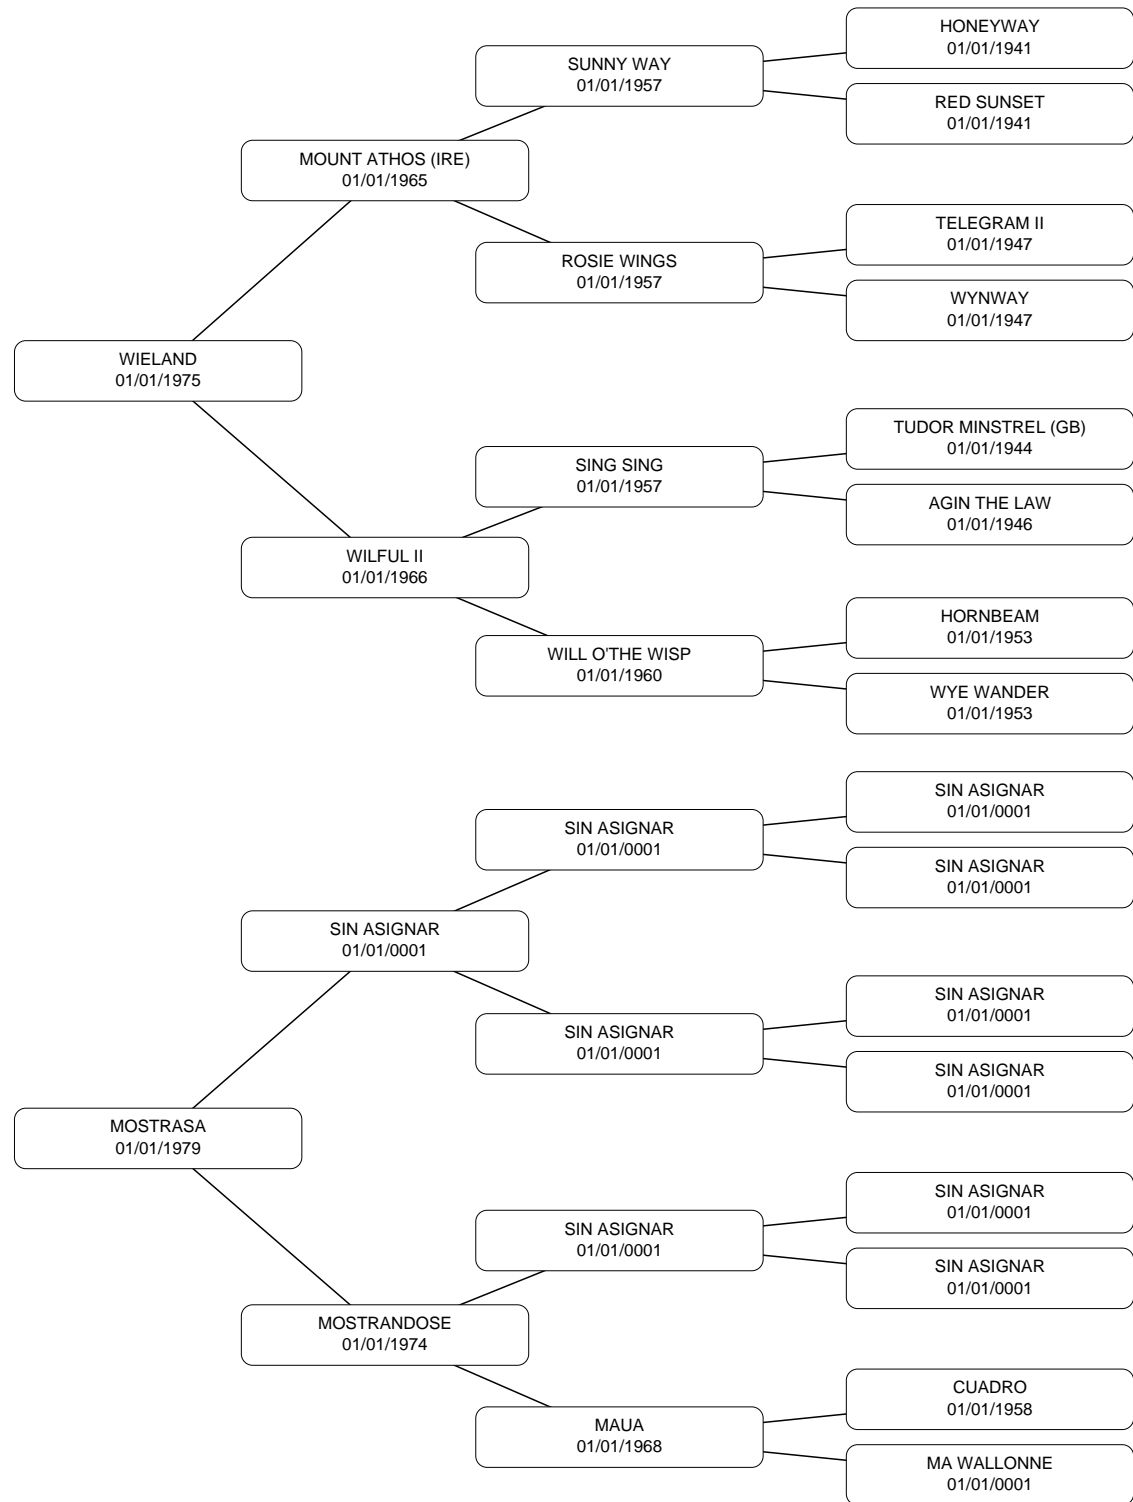 HONEYWAY
01/01/1941
SUNNY WAY
01/01/1957
RED SUNSET
01/01/1941
MOUNT ATHOS (IRE)
01/01/1965
TELEGRAM II
01/01/1947
ROSIE WINGS
01/01/1957
WYNWAY
01/01/1947
WIELAND
01/01/1975
TUDOR MINSTREL (GB)
01/01/1944
SING SING
01/01/1957
AGIN THE LAW
01/01/1946
WILFUL II
01/01/1966
HORNBEAM
01/01/1953
WILL O'THE WISP
01/01/1960
WYE WANDER
01/01/1953
SIN ASIGNAR
01/01/0001
SIN ASIGNAR
01/01/0001
SIN ASIGNAR
01/01/0001
SIN ASIGNAR
01/01/0001
SIN ASIGNAR
01/01/0001
SIN ASIGNAR
01/01/0001
SIN ASIGNAR
01/01/0001
MOSTRASA
01/01/1979
SIN ASIGNAR
01/01/0001
SIN ASIGNAR
01/01/0001
SIN ASIGNAR
01/01/0001
MOSTRANDOSE
01/01/1974
CUADRO
01/01/1958
MAUA
01/01/1968
MA WALLONNE
01/01/0001